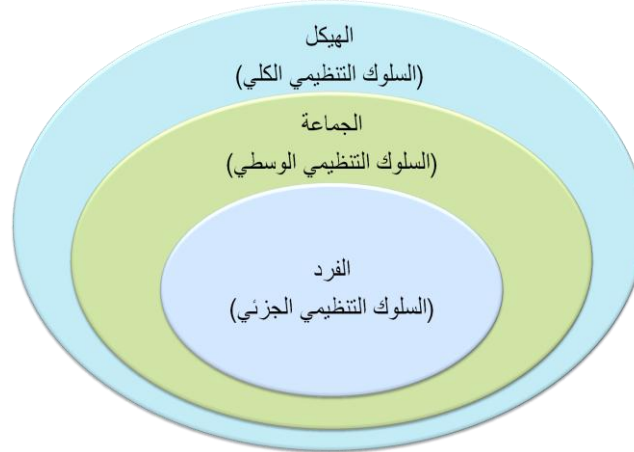 الهيكل
(السلوك التنظيمي الكلي)
الجماعة
(السلوك التنظيمي الوسطي)
الفرد
(السلوك التنظيمي الجزئي)